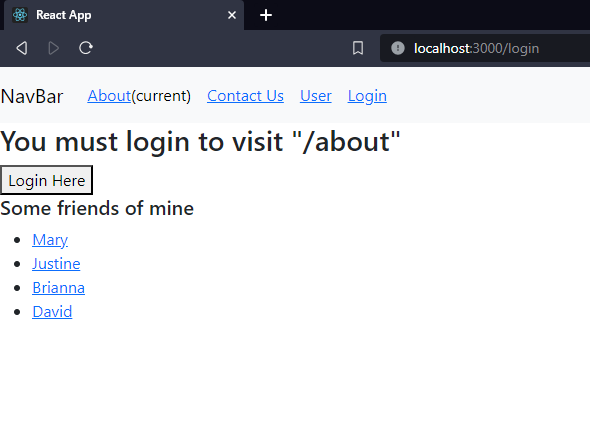 React App
localhost:3000/login
NavBar About(current) Contact Us User Login
You must login to visit "/about"
Login Here
Some friends of mine
Mary
Justine
Brianna
David